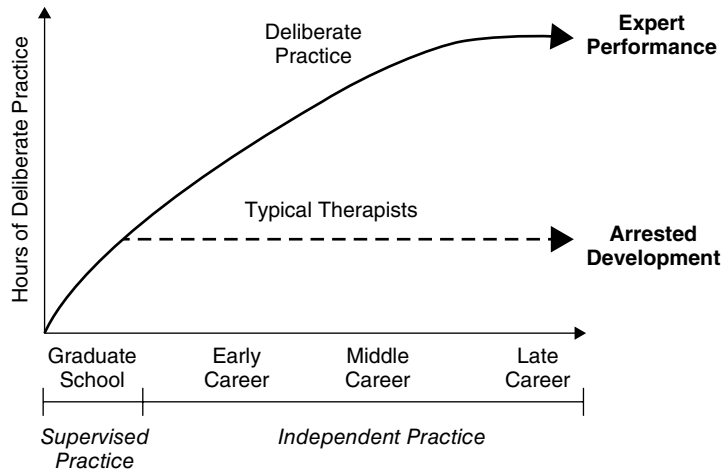 Hours of Deliberate Practice
Deliberate
Practice
Expert
Performance
Typical Therapists
Arrested
Development
Graduate
School
Early
Career
Middle
Career
Late
Career
Supervised
Practice
Independent Practice